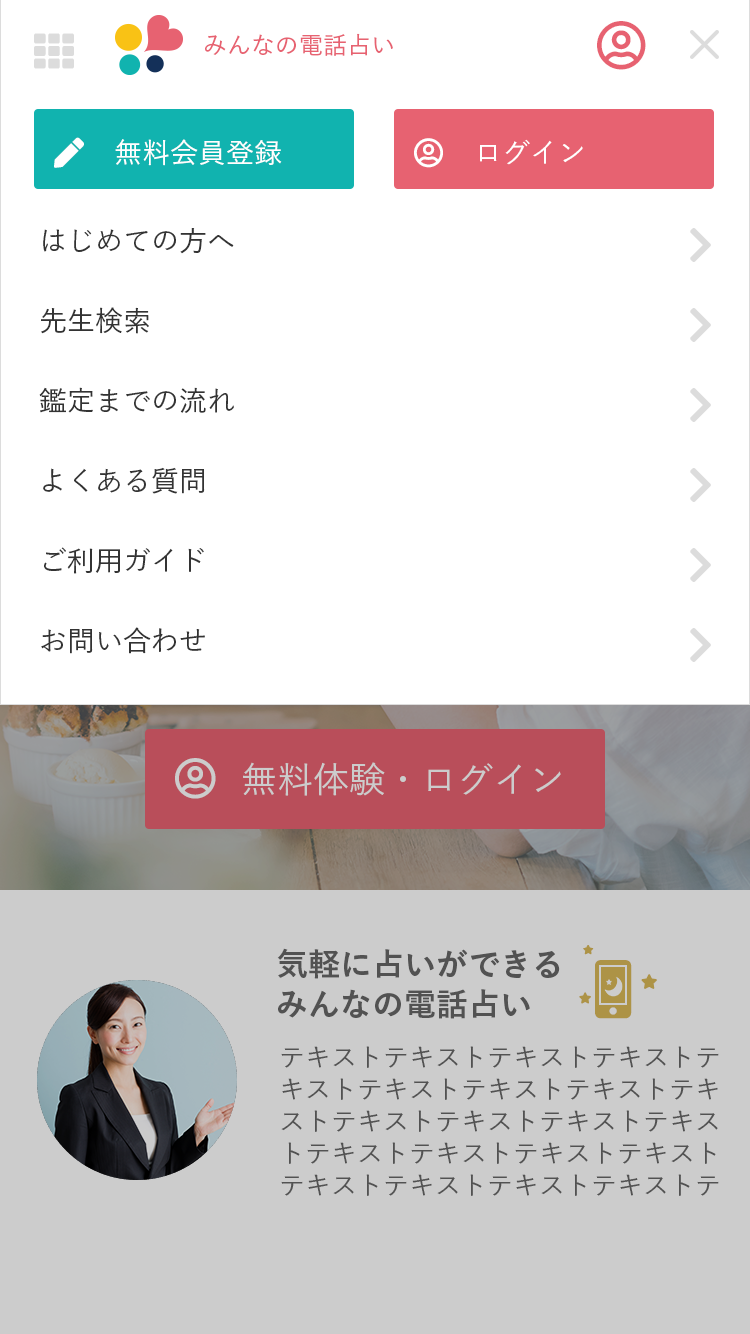 みんなの電話占い
無料会員登録
ログイン
はじめての方へ
先生検索
鑑定までの流れ
よくある質問
ご利用ガイド
お問い合わせ
無料体験・ログイン
気軽に占いができる
みんなの電話占い
テキストテキストテキストテキストテ
キストテキストテキストテキストテキ
ストテキストテキストテキストテキス
トテキストテキストテキストテキスト
テキストテキストテキストテキストテ